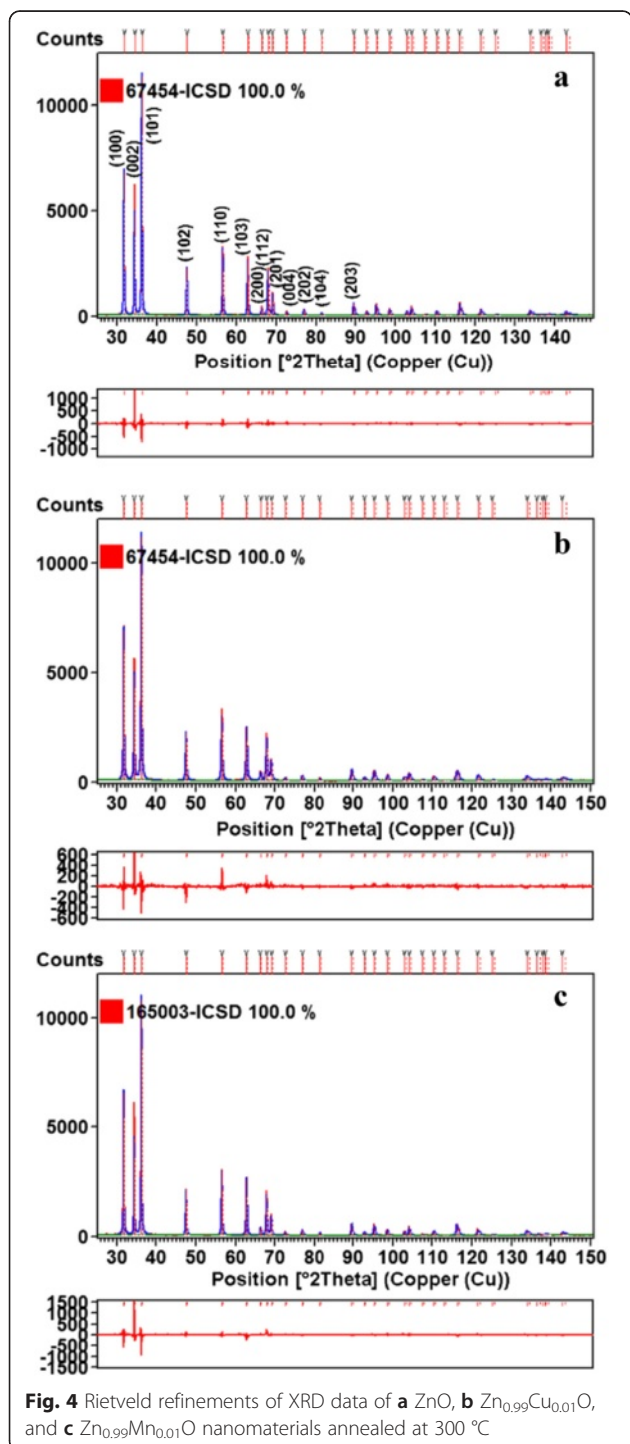 Counts
a
67454-ICSD 100.0 %
10000
5000
0
(100)
(002)
(101)
(102)
(110)
(103)
(200)
(112)
(201)
(004)
(202)
(104)
(203)
30 40 50 60 70 80 90 100 110 120 130 140
Position [°2Theta] (Copper (Cu))
1000
500
0
-500
-1000
Counts
b
67454-ICSD 100.0 %
10000
5000
0
30 40 50 60 70 80 90 100 110 120 130 140 150
Position [°2Theta] (Copper (Cu))
600
400
200
0
-200
-400
-600
Counts
c
165003-ICSD 100.0 %
10000
5000
0
30 40 50 60 70 80 90 100 110 120 130 140 150
Position [°2Theta] (Copper (Cu))
1500
1000
500
0
-500
-1000
-1500
Fig. 4 Rietveld refinements of XRD data of a ZnO, b Zn0.99Cu0.01O,
and c Zn0.99Mn0.01O nanomaterials annealed at 300 °C